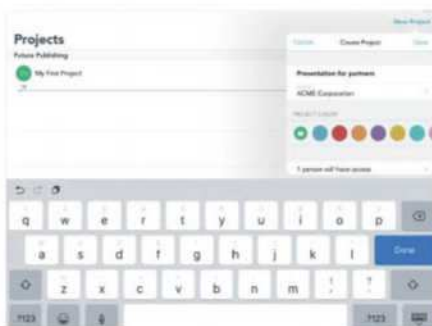 New Project
Projects
Future Publishing
My First Project
Cancel Create Project Save
Presentation for partners
ACME Corporation
PROJECT COLOR
1 person will have access
q w e r t y u i o p
a s d f g h j k l Done
z x c v b n m ! , ? .
?123 ?123